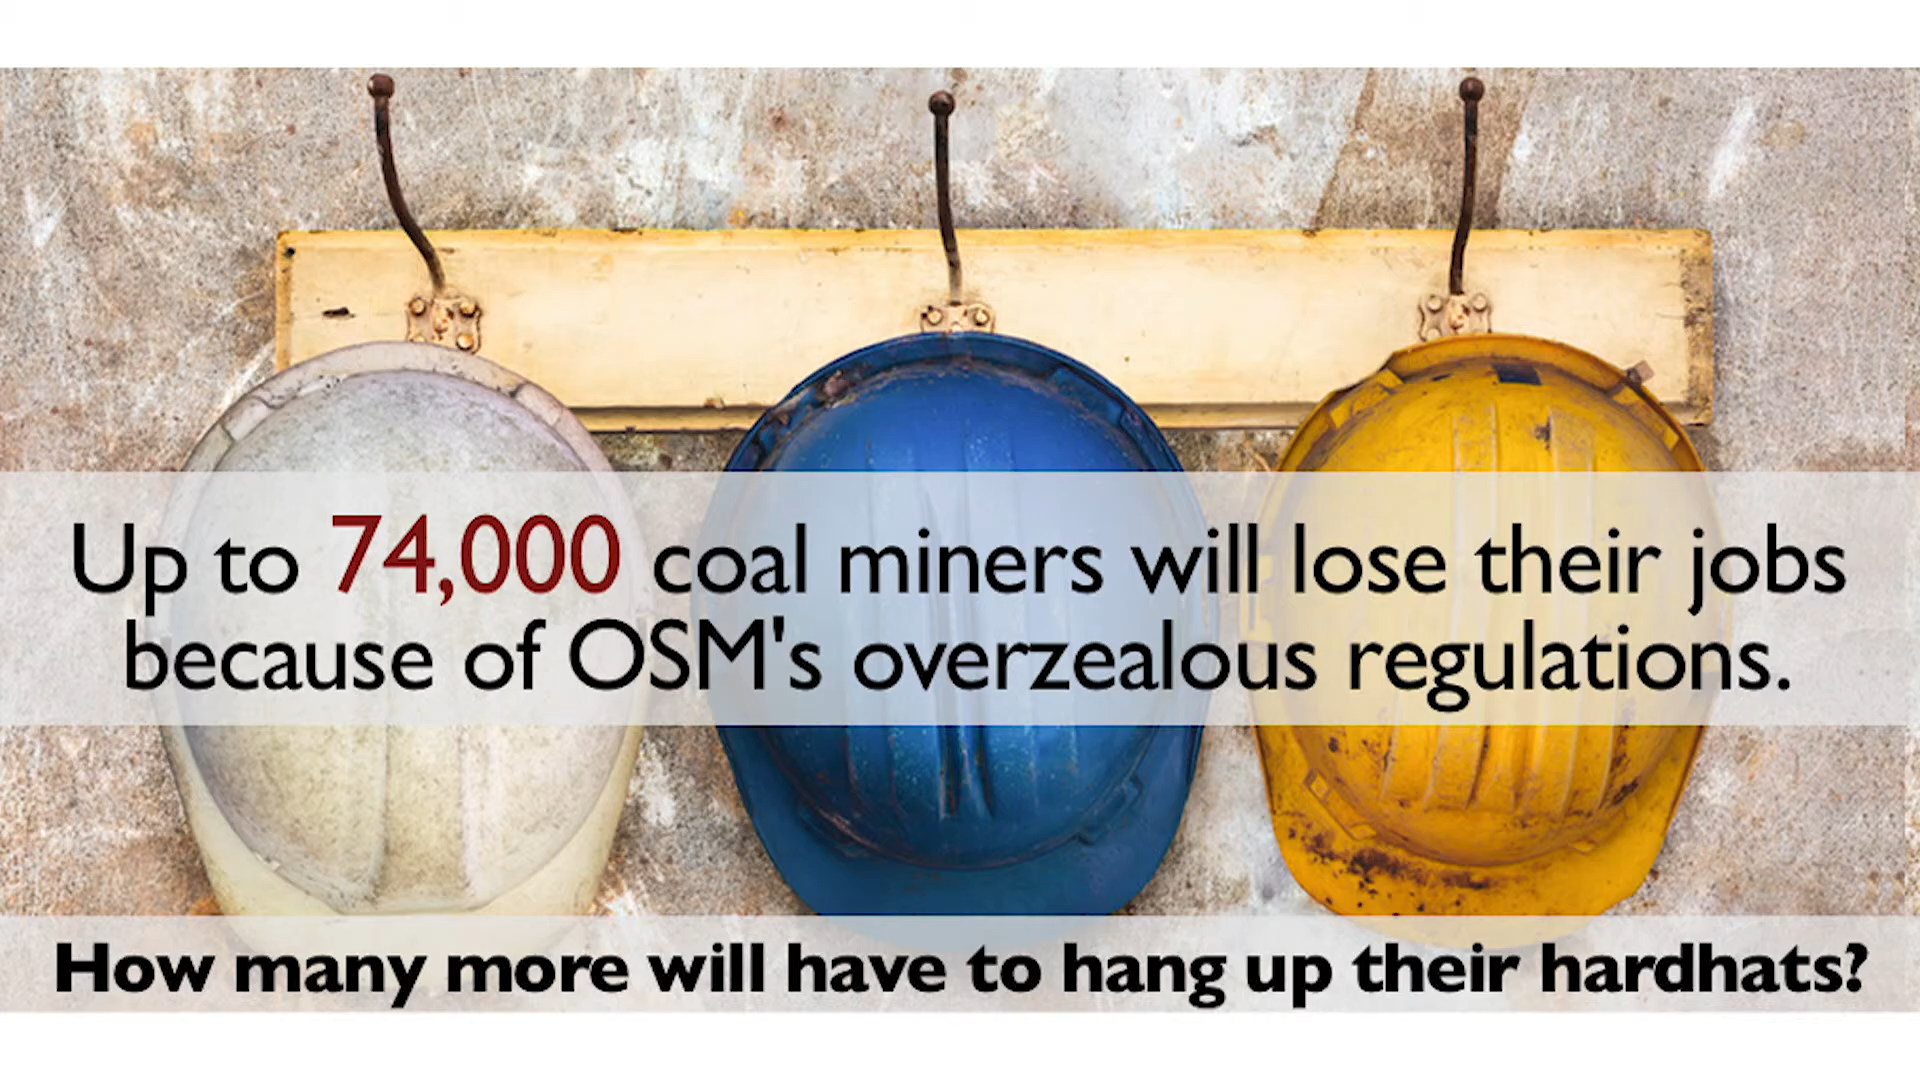 Up to 74,000 coal miners will lose their jobs
because of OSM's overzealous regulations.
How many more will have to hang up their hardhats?